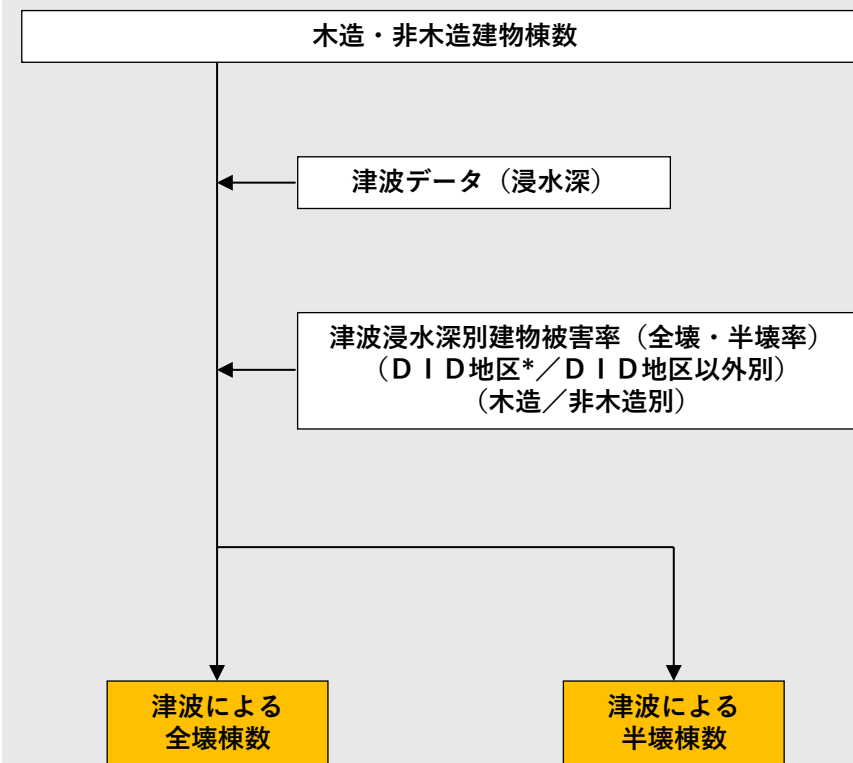 木造・非木造建物棟数
津波データ（浸水深）
津波浸水深別建物被害率（全壊・半壊率）
（ＤＩＤ地区*／ＤＩＤ地区以外別）
（木造／非木造別）
津波による
全壊棟数
津波による
半壊棟数